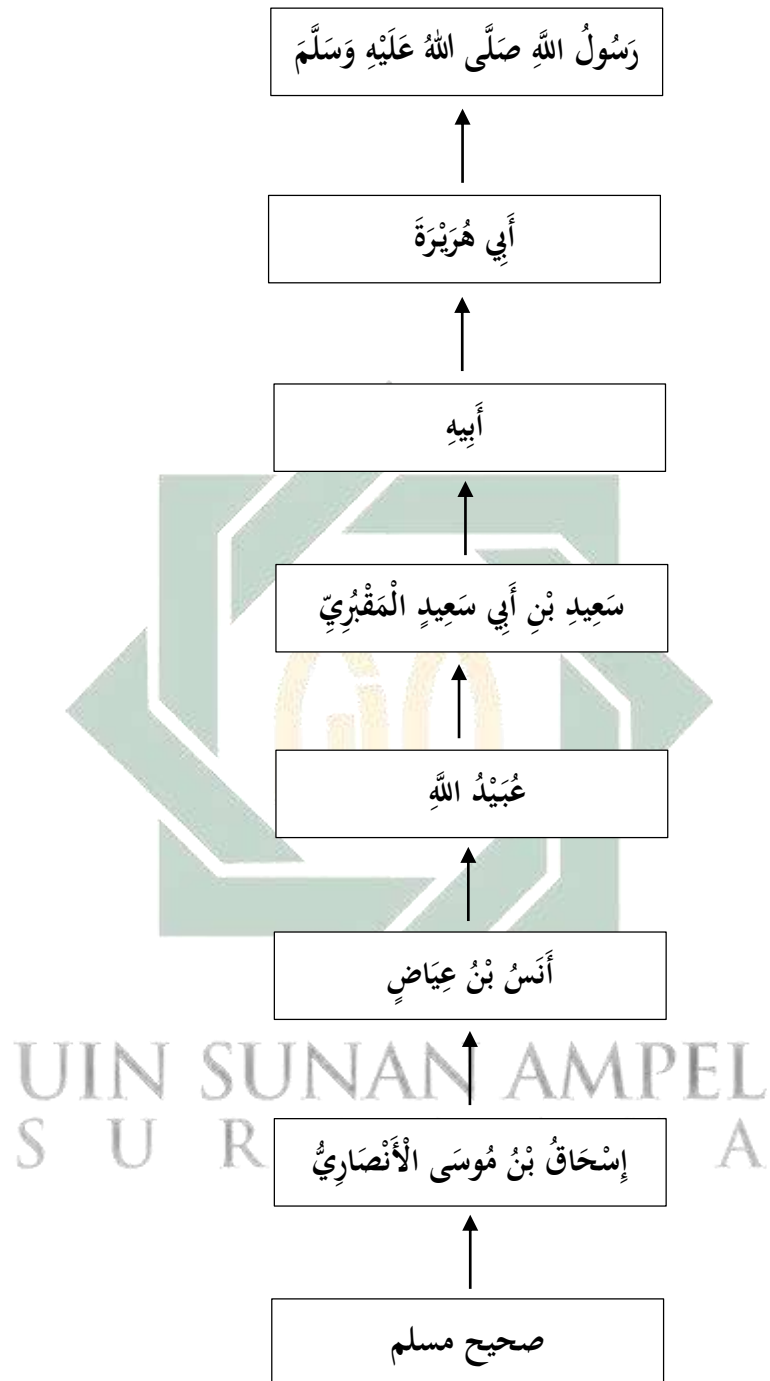 رَسُولُ اللَّهِ صَلَّى اللهُ عَلَيْهِ وَسَلَّمَ
أَبِي هُرَيْرَةَ
أَبِيهِ
سَعِيدِ بْنِ أَبِي سَعِيدٍ الْمَقْبُرِيِّ
عُبَيْدُ اللَّهِ
أَنَسُ بْنُ عِيَاضٍ
UIN SUNAN AMPEL
S U R A
إِسْحَاقُ بْنُ مُوسَى الْأَنْصَارِيُّ
صحيح مسلم